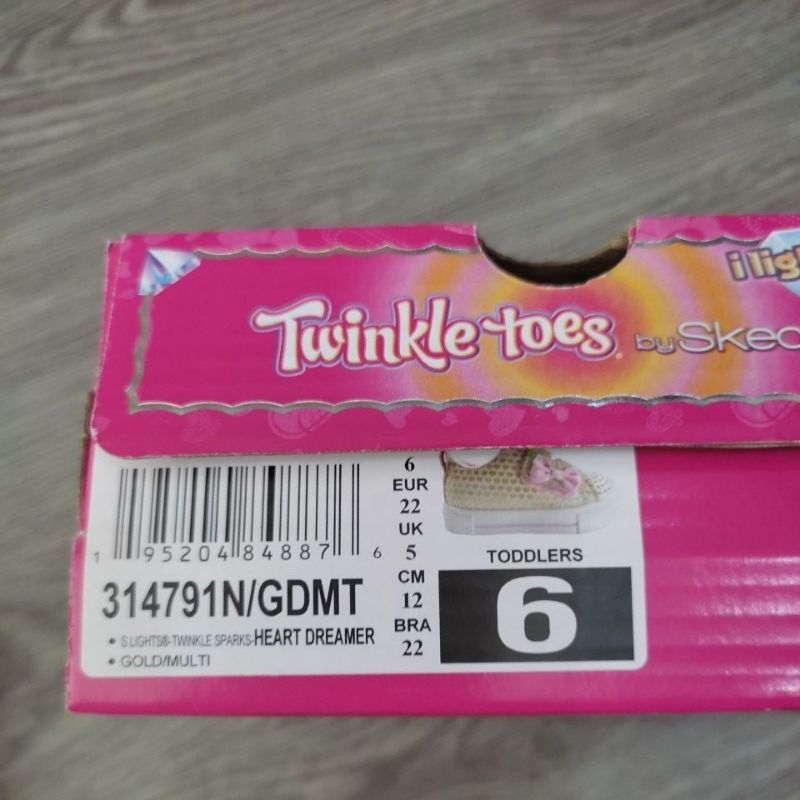 i lig
Twinkle toes® by Skec
6
EUR
22
UK
5
CM
12
BRA
22
1 95204 84887 6
314791N/GDMT
• S LIGHTS®-TWINKLE SPARKS-HEART DREAMER
• GOLD/MULTI
TODDLERS
6